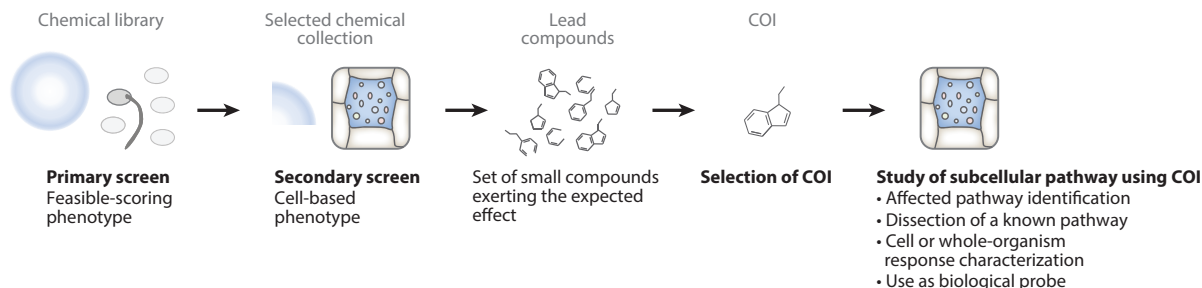 Chemical library
Selected chemical
collection
Lead
compounds
COI
Primary screen
Feasible-scoring
phenotype
Secondary screen
Cell-based
phenotype
Set of small compounds
exerting the expected
effect
Selection of COI
Study of subcellular pathway using COI
• Affected pathway identification
• Dissection of a known pathway
• Cell or whole-organism
response characterization
• Use as biological probe